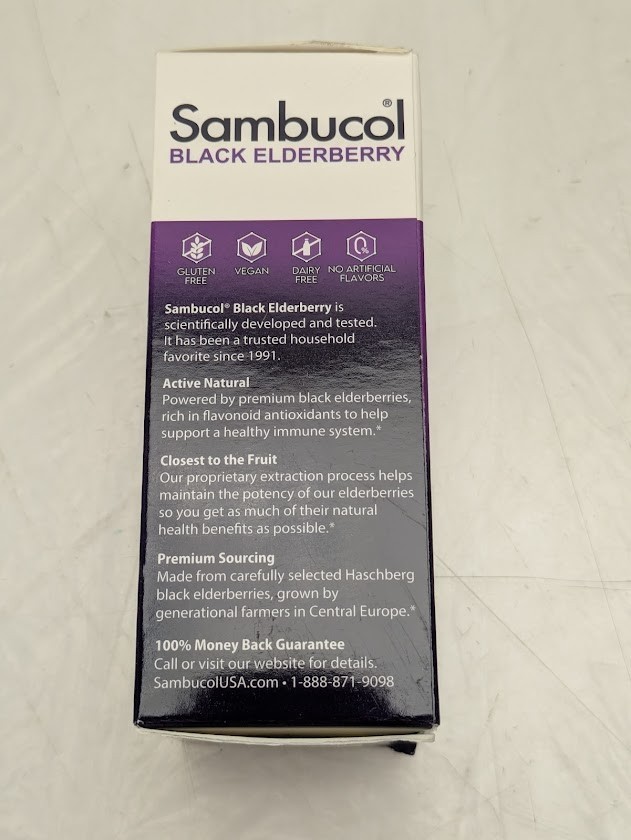 Sambucol®
BLACK ELDERBERRY
GLUTEN FREE
VEGAN
DAIRY FREE
0%
NO ARTIFICIAL FLAVORS
Sambucol® Black Elderberry is
scientifically developed and tested.
It has been a trusted household
favorite since 1991.
Active Natural
Powered by premium black elderberries,
rich in flavonoid antioxidants to help
support a healthy immune system.*
Closest to the Fruit
Our proprietary extraction process helps
maintain the potency of our elderberries
so you get as much of their natural
health benefits as possible.*
Premium Sourcing
Made from carefully selected Haschberg
black elderberries, grown by
generational farmers in Central Europe.*
100% Money Back Guarantee
Call or visit our website for details.
SambucolUSA.com • 1-888-871-9098